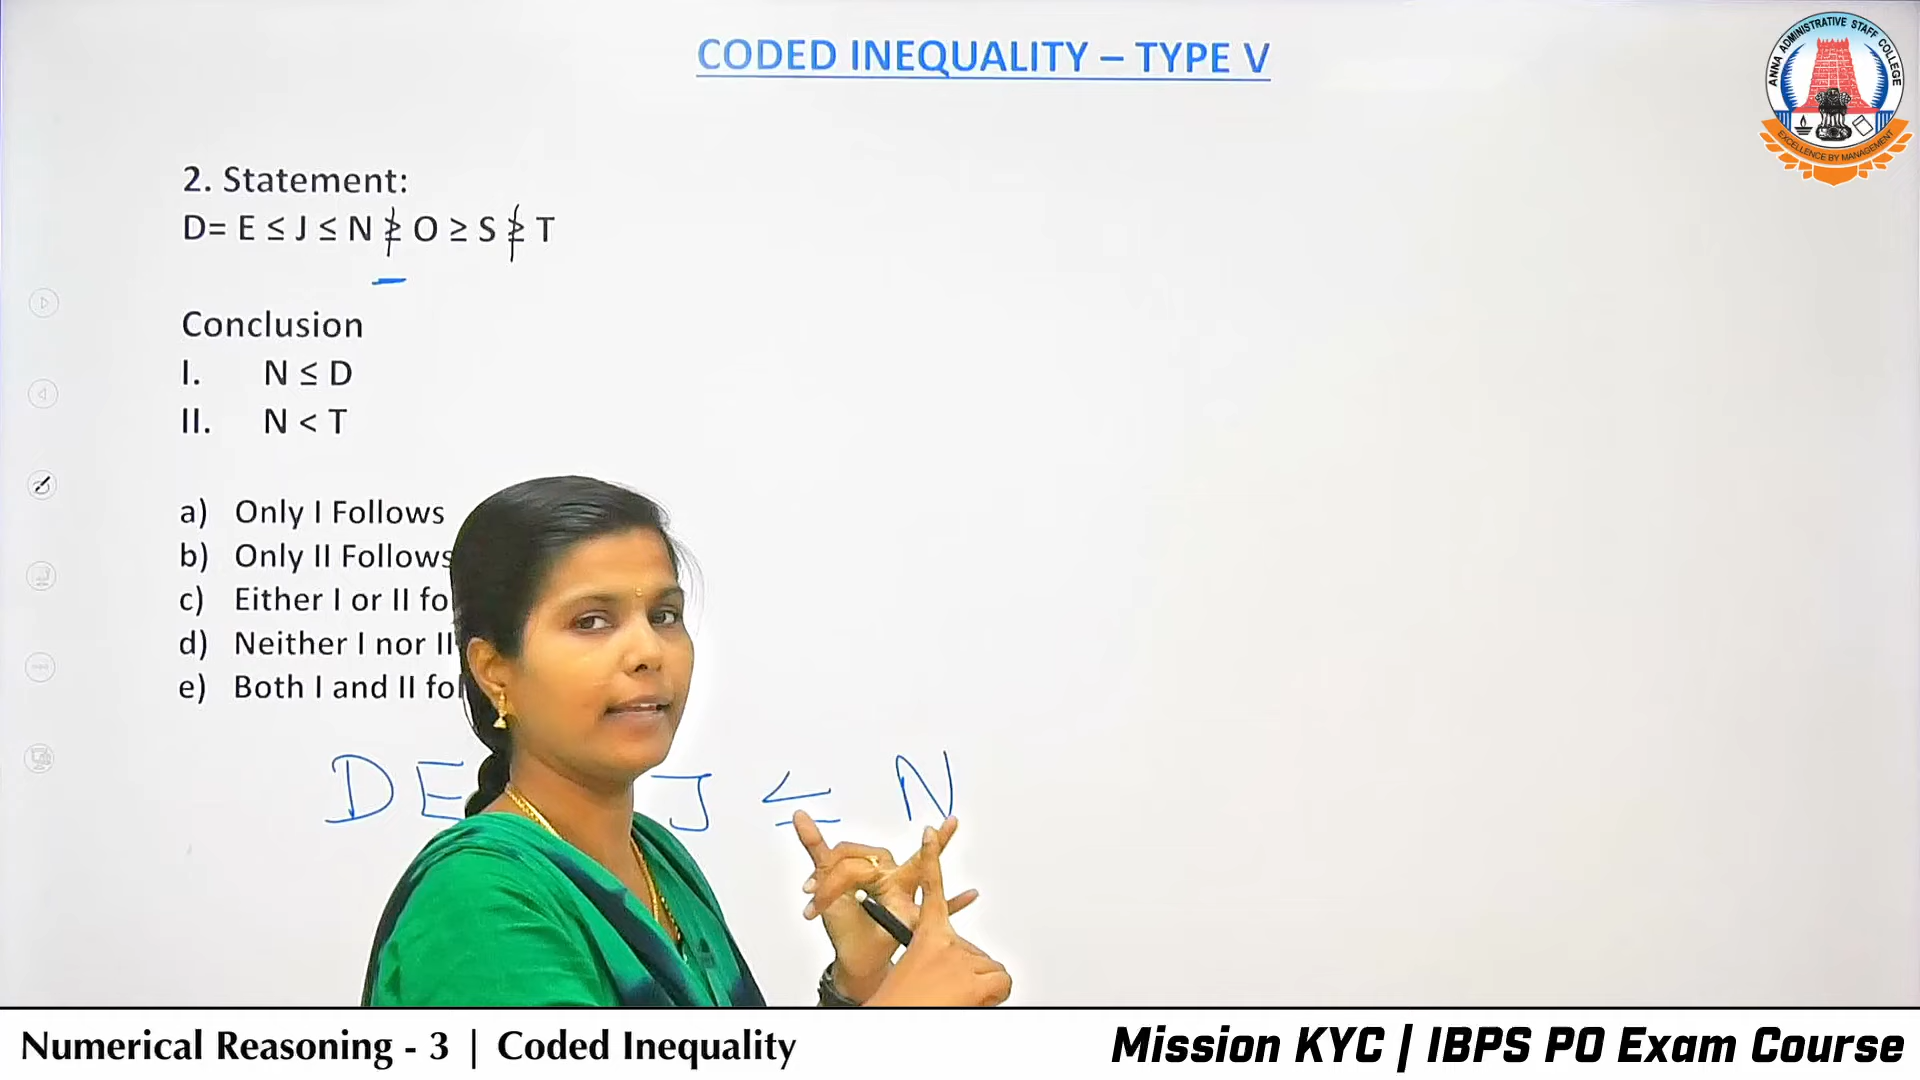 CODED INEQUALITY – TYPE V
ANNA ADMINISTRATIVE STAFF COLLEGE
EXCELLENCE BY MANAGEMENT
2. Statement:
D= E ≤ J ≤ N ≱ O ≥ S ≱ T
Conclusion
I. N ≤ D
II. N < T
a) Only I Follows
b) Only II Follows
c) Either I or II
d) Neither I nor II
e) Both I and II
D E J ≤ N
Numerical Reasoning - 3 | Coded Inequality
Mission KYC | IBPS PO Exam Course